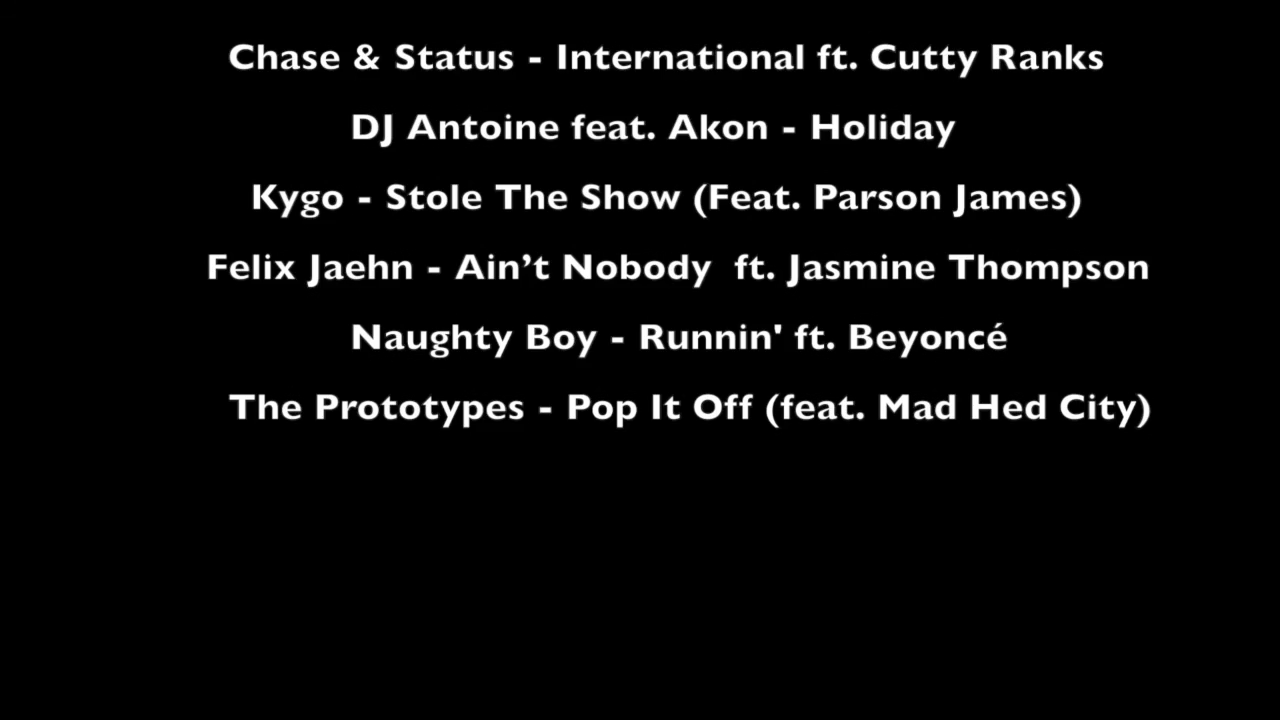 Chase & Status - International ft. Cutty Ranks
DJ Antoine feat. Akon - Holiday
Kygo - Stole The Show (Feat. Parson James)
Felix Jaehn - Ain’t Nobody  ft. Jasmine Thompson
Naughty Boy - Runnin' ft. Beyoncé
The Prototypes - Pop It Off (feat. Mad Hed City)